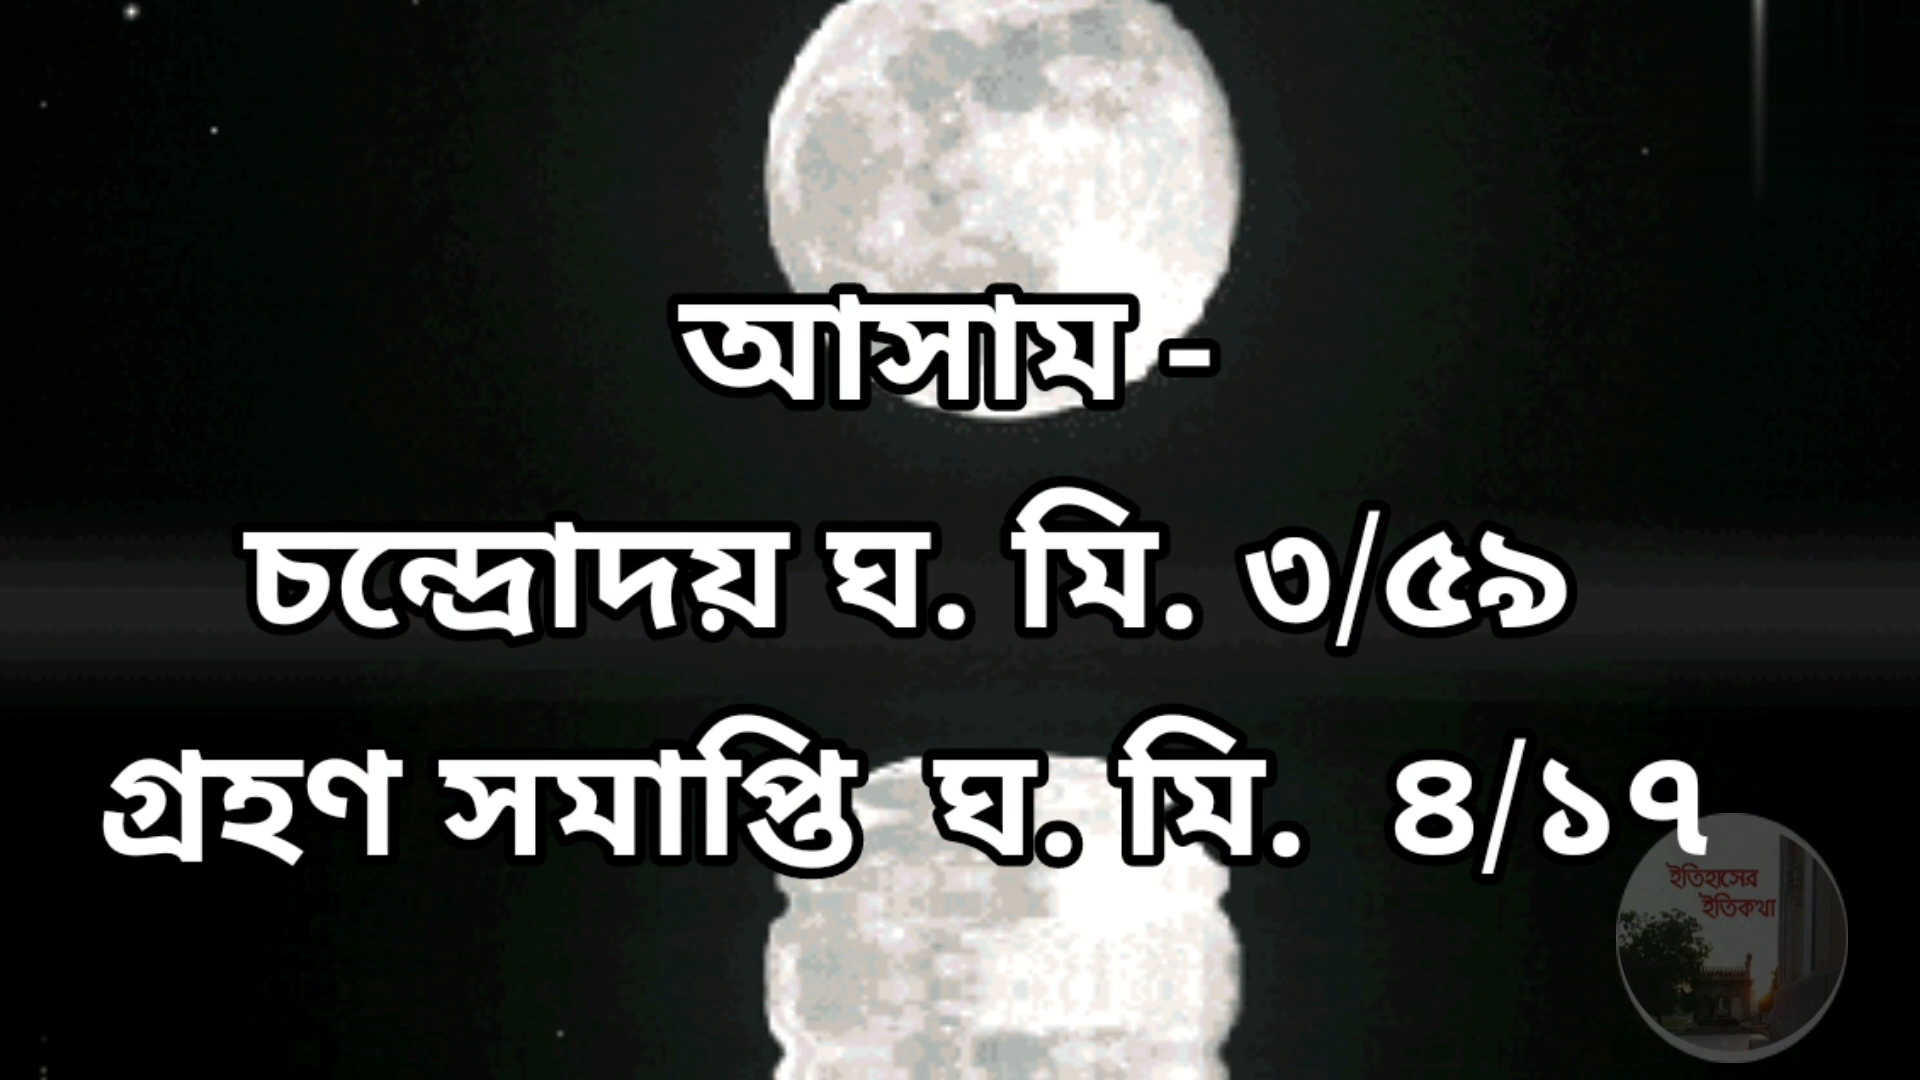 আসাম -
চন্দ্রোদয় ঘ. মি. ৩/৫৯
গ্রহণ সমাপ্তি ঘ. মি. ৪/১৭
ইতিহাসের
ইতিকথা